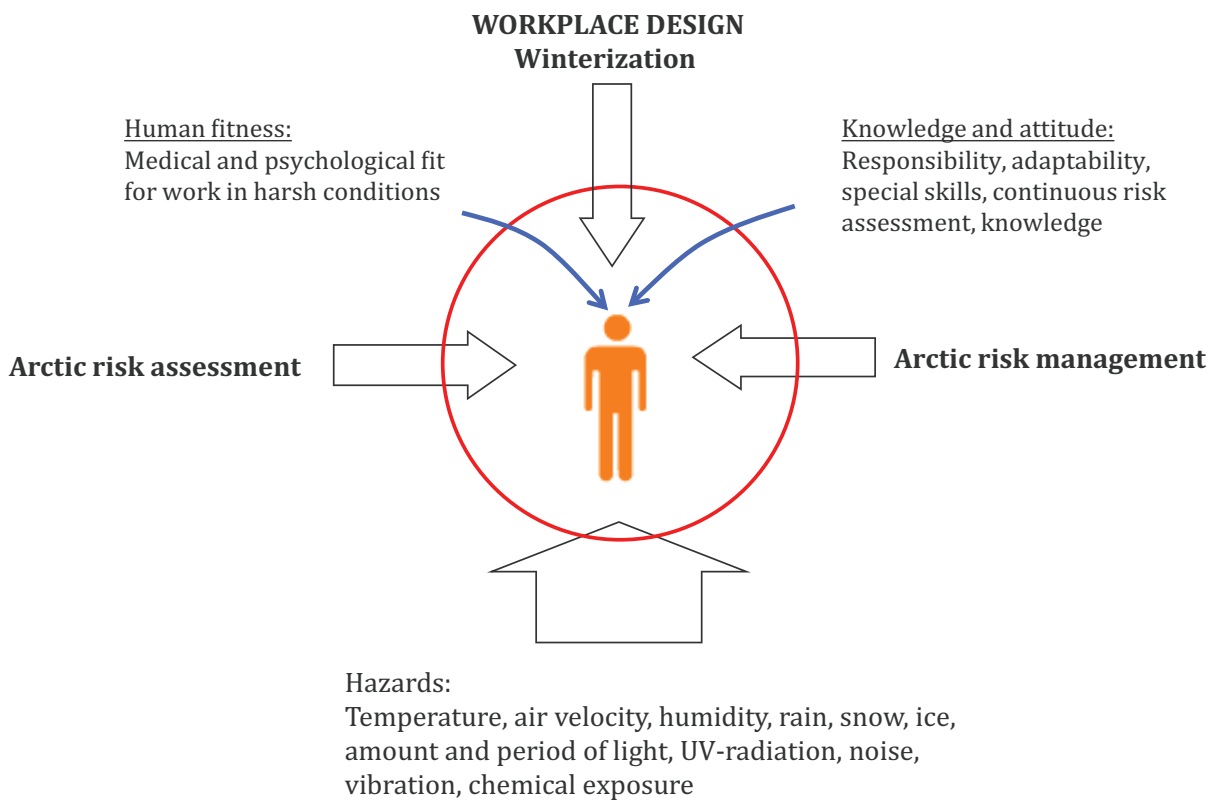 WORKPLACE DESIGN
Winterization
Human fitness:
Medical and psychological fit
for work in harsh conditions
Knowledge and attitude:
Responsibility, adaptability,
special skills, continuous risk
assessment, knowledge
Arctic risk assessment
Arctic risk management
Hazards:
Temperature, air velocity, humidity, rain, snow, ice,
amount and period of light, UV-radiation, noise,
vibration, chemical exposure